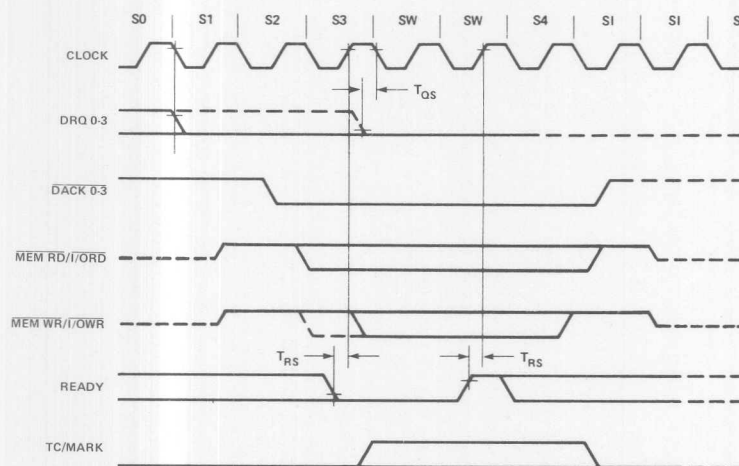 S0 | S1 | S2 | S3 | SW | SW | S4 | SI | SI | S
CLOCK
TQS
DRQ 0-3
DACK 0-3
MEM RD/I/ORD
MEM WR/I/OWR
TRS TRS
READY
TC/MARK